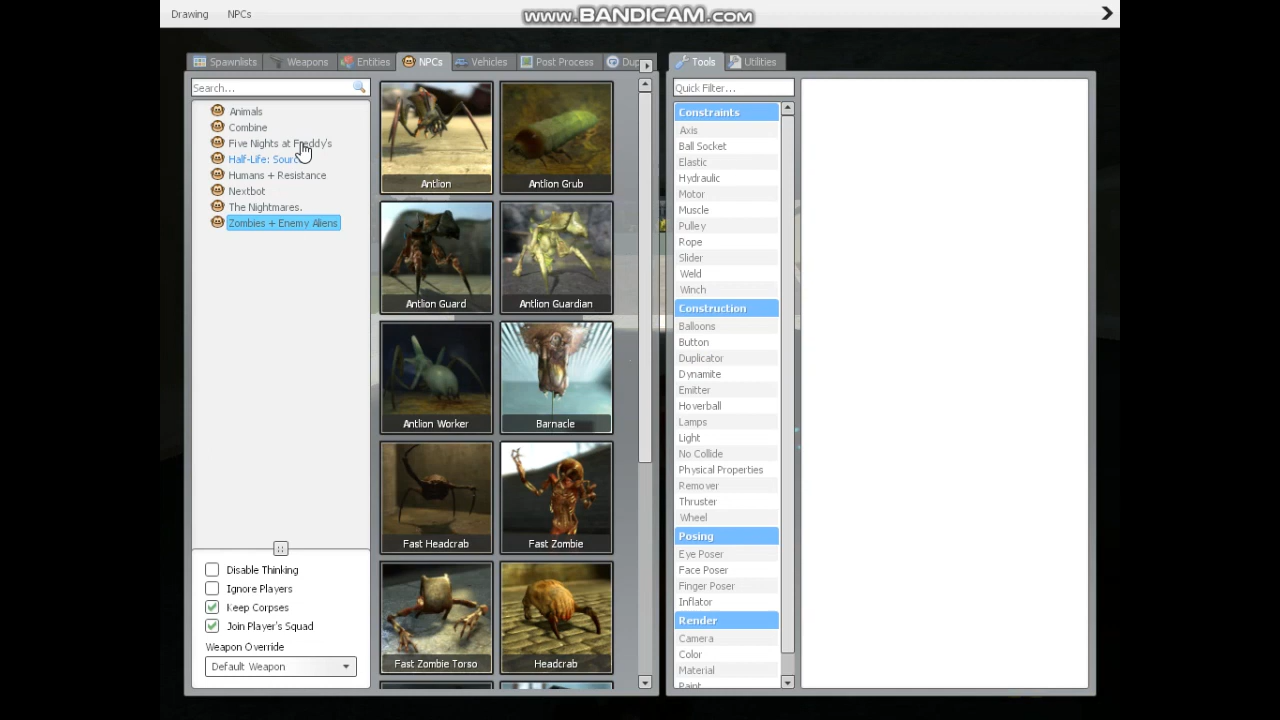 Drawing NPCs
www.BANDICAM.com
Spawnlists Weapons Entities NPCs Vehicles Post Process Dup
Tools Utilities
Search...
Animals
Combine
Five Nights at Freddy's
Half-Life: Sour
Humans + Resistance
Nextbot
The Nightmares.
Zombies + Enemy Aliens
Disable Thinking
Ignore Players
Keep Corpses
Join Player's Squad
Weapon Override
Default Weapon
Antlion
Antlion Grub
Antlion Guard
Antlion Guardian
Antlion Worker
Barnacle
Fast Headcrab
Fast Zombie
Fast Zombie Torso
Headcrab
Quick Filter...
Constraints
Axis
Ball Socket
Elastic
Hydraulic
Motor
Muscle
Pulley
Rope
Slider
Weld
Winch
Construction
Balloons
Button
Duplicator
Dynamite
Emitter
Hoverball
Lamps
Light
No Collide
Physical Properties
Remover
Thruster
Wheel
Posing
Eye Poser
Face Poser
Finger Poser
Inflator
Render
Camera
Color
Material
Paint